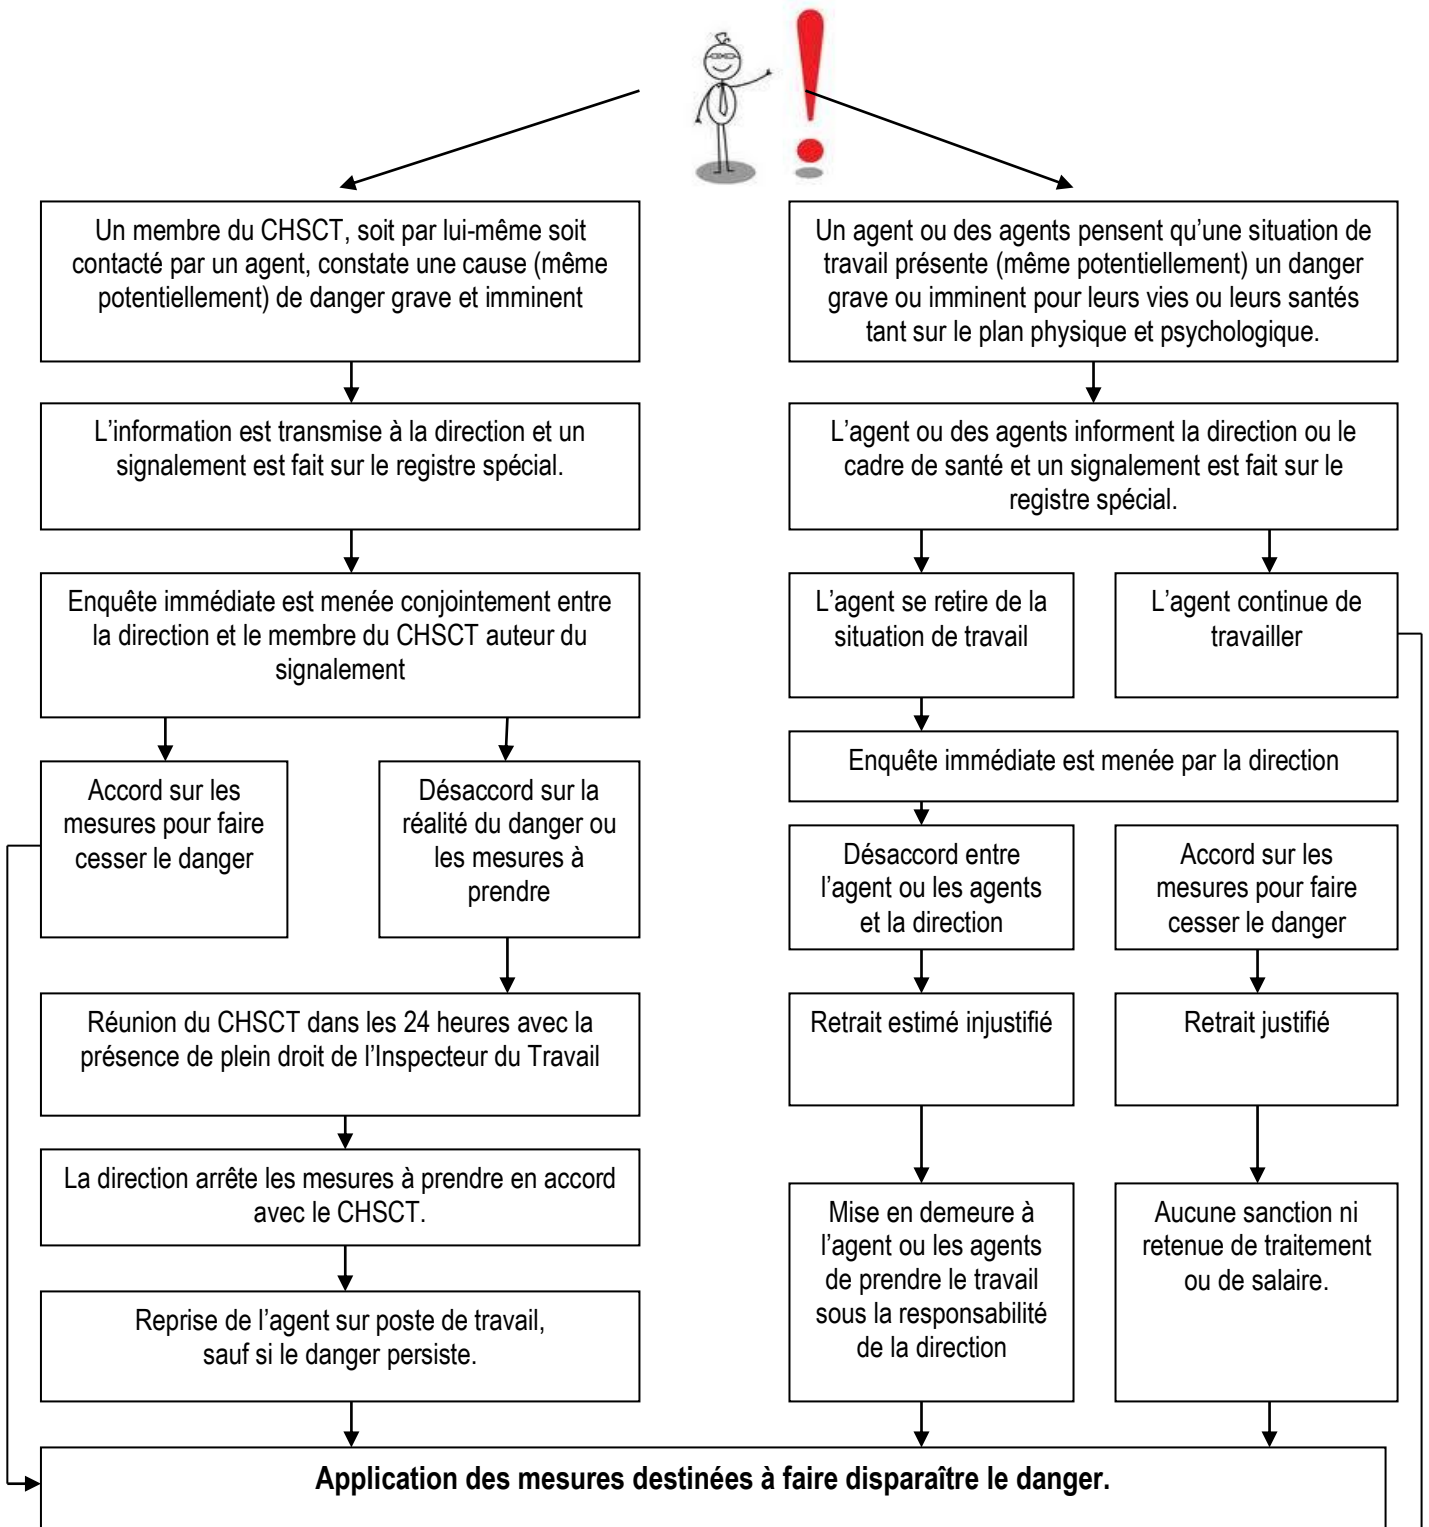 Un membre du CHSCT, soit par lui-même soit
contacté par un agent, constate une cause (même
potentiellement) de danger grave et imminent
L'information est transmise à la direction et un
signalement est fait sur le registre spécial.
Enquête immédiate est menée conjointement entre
la direction et le membre du CHSCT auteur du
signalement
Accord sur les
mesures pour faire
cesser le danger
Désaccord sur la
réalité du danger ou
les mesures à
prendre
Réunion du CHSCT dans les 24 heures avec la
présence de plein droit de l'Inspecteur du Travail
La direction arrête les mesures à prendre en accord
avec le CHSCT.
Reprise de l'agent sur poste de travail,
sauf si le danger persiste.
Un agent ou des agents pensent qu'une situation de
travail présente (même potentiellement) un danger
grave ou imminent pour leurs vies ou leurs santés
tant sur le plan physique et psychologique.
L'agent ou des agents informent la direction ou le
cadre de santé et un signalement est fait sur le
registre spécial.
L'agent se retire de la
situation de travail
L'agent continue de
travailler
Enquête immédiate est menée par la direction
Désaccord entre
l'agent ou les agents
et la direction
Accord sur les
mesures pour faire
cesser le danger
Retrait estimé injustifié
Retrait justifié
Mise en demeure à
l'agent ou les agents
de prendre le travail
sous la responsabilité
de la direction
Aucune sanction ni
retenue de traitement
ou de salaire.
Application des mesures destinées à faire disparaître le danger.